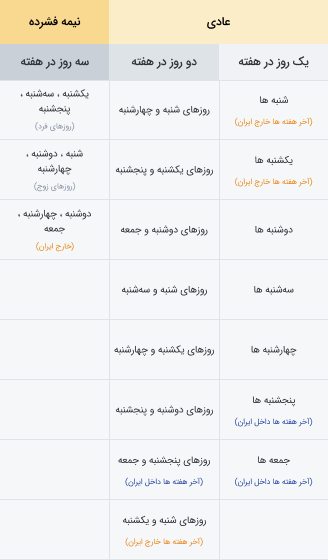 عادی
نیمه فشرده
یک روز در هفته
دو روز در هفته
سه روز در هفته
شنبه ها
(آخر هفته ها خارج ایران)
روزهای شنبه و چهارشنبه
یکشنبه ، سه‌شنبه ،
پنجشنبه
(روزهای فرد)
یکشنبه ها
(آخر هفته ها خارج ایران)
روزهای یکشنبه و پنجشنبه
شنبه ، دوشنبه ،
چهارشنبه
(روزهای زوج)
دوشنبه ها
روزهای دوشنبه و جمعه
دوشنبه ، چهارشنبه ،
جمعه
(خارج ایران)
سه‌شنبه ها
روزهای شنبه و سه‌شنبه
چهارشنبه ها
روزهای یکشنبه و چهارشنبه
پنجشنبه ها
(آخر هفته ها داخل ایران)
روزهای دوشنبه و پنجشنبه
جمعه ها
(آخر هفته ها داخل ایران)
روزهای پنجشنبه و جمعه
(آخر هفته ها داخل ایران)
روزهای شنبه و یکشنبه
(آخر هفته ها خارج ایران)